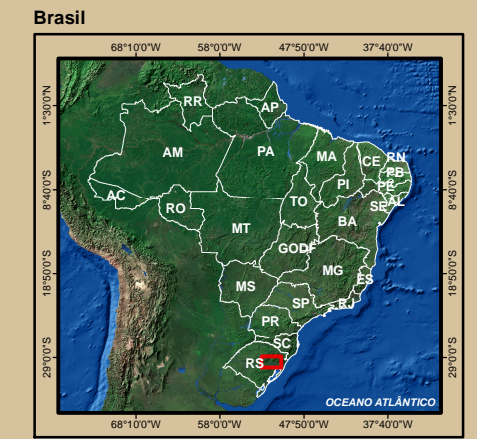 Brasil
68°10'0"W 58°0'0"W 47°50'0"W 37°40'0"W
1°30'0"N
8°40'0"S
18°50'0"S
29°0'0"S
RR
AP
AM
PA
MA
CE
RN
PB
PE
AL
SE
PI
AC
RO
TO
BA
MT
GO
DF
MG
ES
MS
SP
RJ
PR
SC
RS
OCEANO ATLÂNTICO
1°30'0"N
8°40'0"S
18°50'0"S
29°0'0"S
68°10'0"W 58°0'0"W 47°50'0"W 37°40'0"W